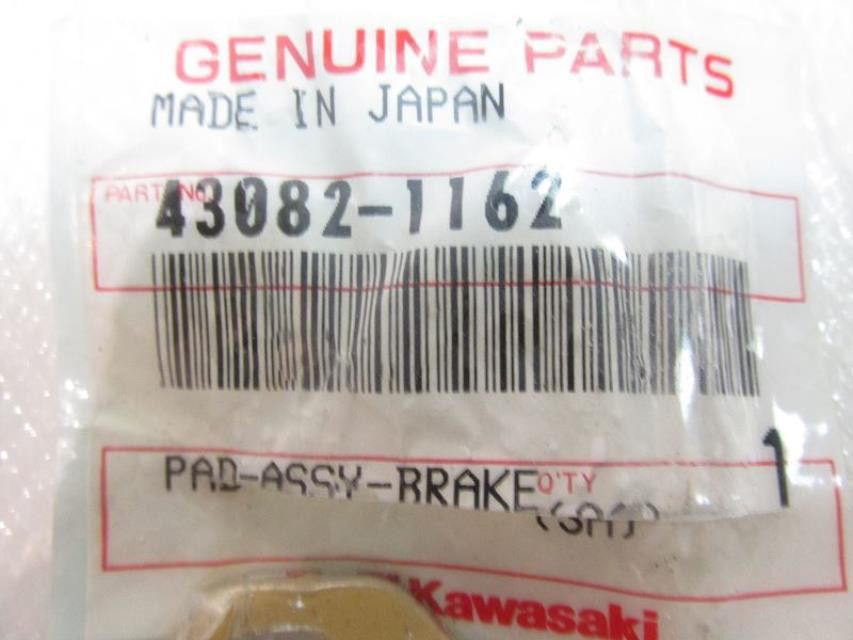 GENUINE PARTS
MADE IN JAPAN
PART NO.
43082-1162
1
PAD-ASSY-BRAKE
Q'TY
Kawasaki